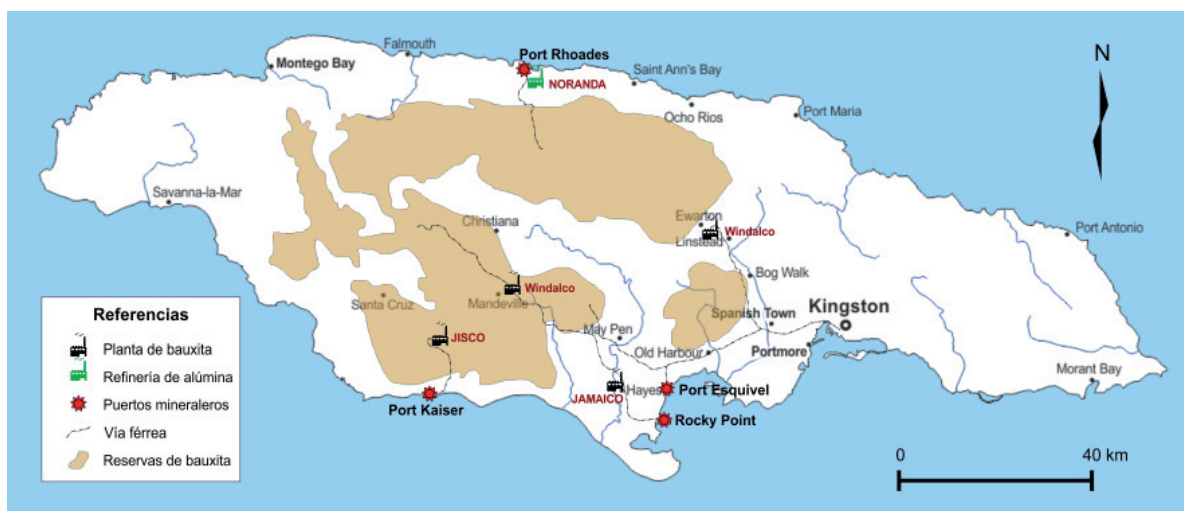 Falmouth
Port Rhoades
N
Montego Bay
NORANDA
Saint Ann's Bay
Ocho Rios
Port Maria
Savanna-la-Mar
Christiana
Ewarton
Windalco
Linstead
Port Antonio
Bog Walk
Windalco
Mandeville
Santa Cruz
Kingston
Spanish Town
JISCO
May Pen
Old Harbour
Portmore
Morant Bay
Hayes
JAMAICO
Port Esquivel
Port Kaiser
Rocky Point
Referencias
Planta de bauxita
Refinería de alúmina
Puertos mineraleros
Vía férrea
Reservas de bauxita
0
40 km